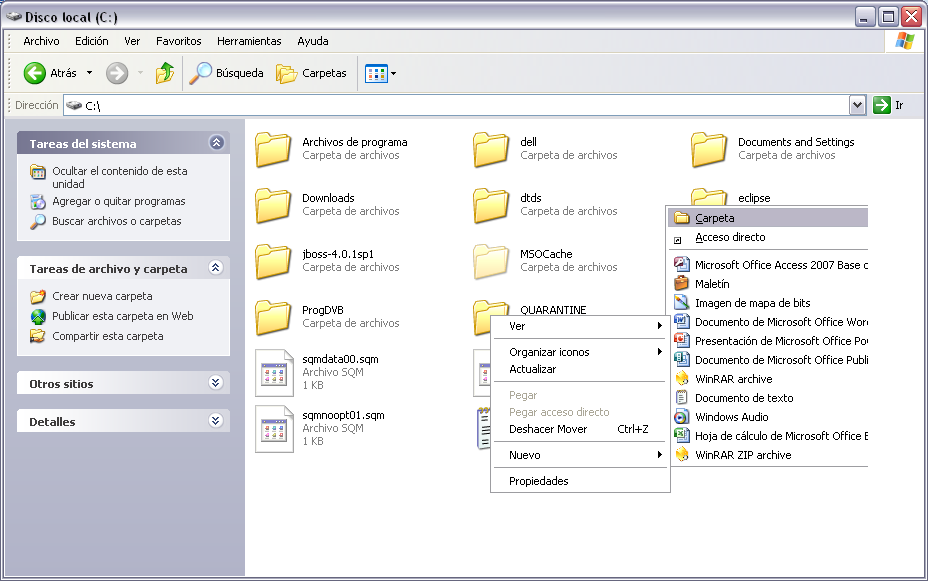 Disco local (C:)
Archivo Edición Ver Favoritos Herramientas Ayuda
Atrás Búsqueda Carpetas
Dirección C:\ Ir
Tareas del sistema
Ocultar el contenido de esta
unidad
Agregar o quitar programas
Buscar archivos o carpetas
Tareas de archivo y carpeta
Crear nueva carpeta
Publicar esta carpeta en Web
Compartir esta carpeta
Otros sitios
Detalles
Archivos de programa
Carpeta de archivos
dell
Carpeta de archivos
Documents and Settings
Carpeta de archivos
Downloads
Carpeta de archivos
dtds
Carpeta de archivos
eclipse
jboss-4.0.1sp1
Carpeta de archivos
MSOCache
Carpeta de archivos
ProgDVB
Carpeta de archivos
QUARANTINE
sqmdata00.sqm
Archivo SQM
1 KB
sqmnoopt01.sqm
Archivo SQM
1 KB
Ver
Organizar iconos
Actualizar
Pegar
Pegar acceso directo
Deshacer Mover Ctrl+Z
Nuevo
Propiedades
Carpeta
Acceso directo
Microsoft Office Access 2007 Base c
Maletín
Imagen de mapa de bits
Documento de Microsoft Office Wor
Presentación de Microsoft Office Po
Documento de Microsoft Office Publi
WinRAR archive
Documento de texto
Windows Audio
Hoja de cálculo de Microsoft Office E
WinRAR ZIP archive